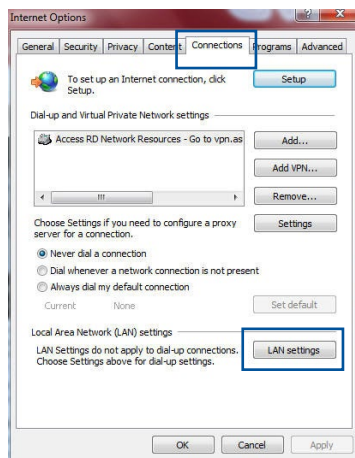 Internet Options
General Security Privacy Content Connections Programs Advanced
To set up an Internet connection, click
Setup.
Setup
Dial-up and Virtual Private Network settings
Access RD Network Resources - Go to vpn.as
Add...
Add VPN...
Remove...
Choose Settings if you need to configure a proxy
server for a connection.
Settings
Never dial a connection
Dial whenever a network connection is not present
Always dial my default connection
Current None
Set default
Local Area Network (LAN) settings
LAN Settings do not apply to dial-up connections.
Choose Settings above for dial-up settings.
LAN settings
OK Cancel Apply